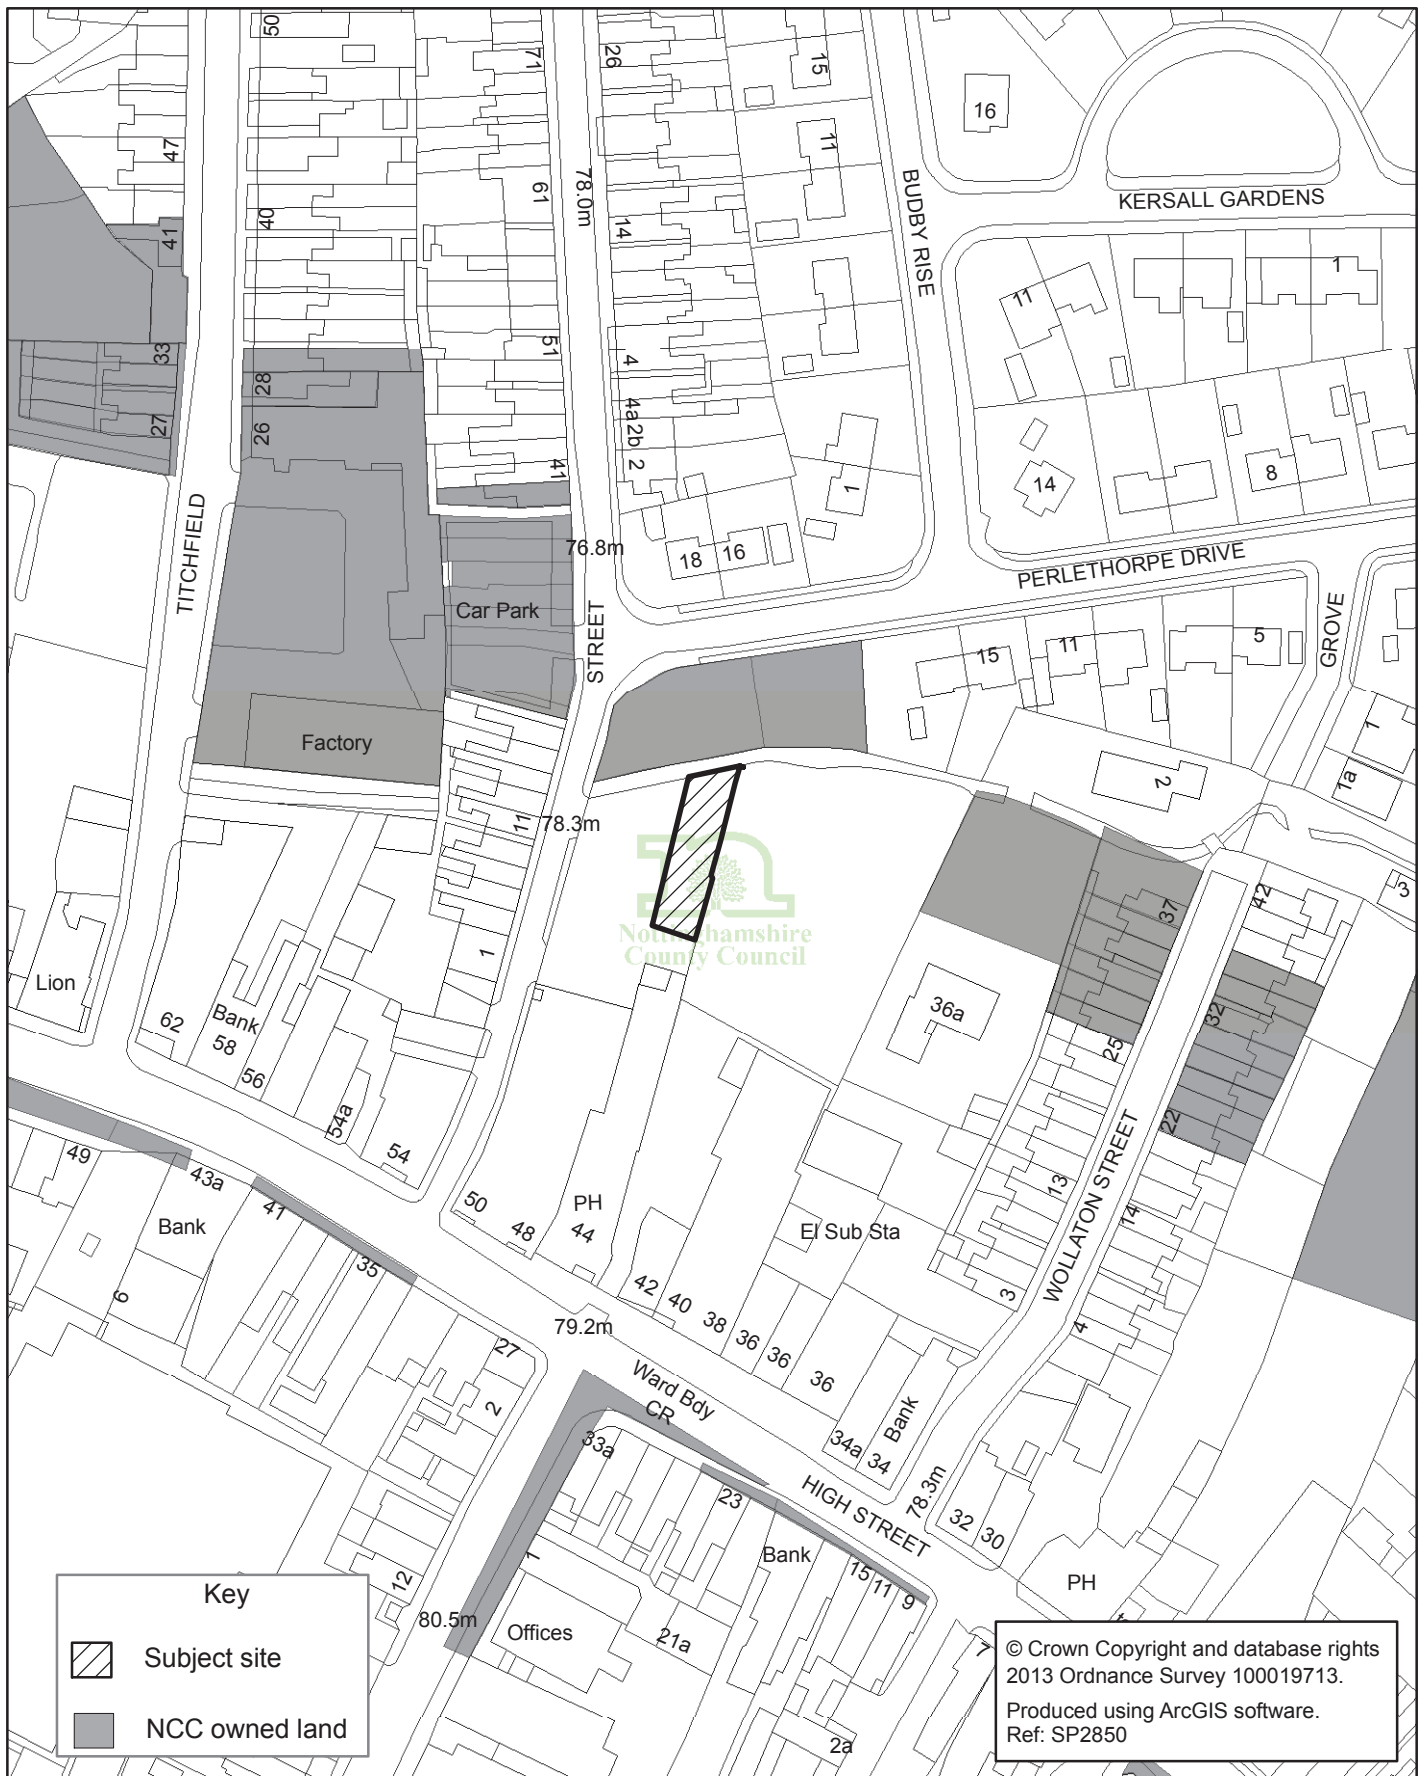 50
71
26
15
16
47
11
BUDBY RISE
KERSALL GARDENS
61
78.0m
40
14
41
1
11
33
51
4
28
4a
2b
27
26
41
2
1
14
8
TITCHFIELD
76.8m
18
16
PERLETHORPE DRIVE
Car Park
STREET
GROVE
5
15
11
Factory
1
2
1a
11
78.3m
Nottinghamshire
County Council
37
42
3
1
Lion
36a
62
Bank
58
56
32
25
54a
54
22
49
43a
WOLLATON STREET
13
14
50
48
PH
44
El Sub Sta
Bank
41
35
6
42
40
38
36
36
36
3
4
79.2m
27
2
Ward Bdy
CR
Bank
34a
34
33a
23
HIGH STREET
78.3m
32
30
Bank
15
11
9
PH
1
12
80.5m
Offices
21a
7
2a
Key
Subject site
NCC owned land
© Crown Copyright and database rights
2013 Ordnance Survey 100019713.
Produced using ArcGIS software.
Ref: SP2850